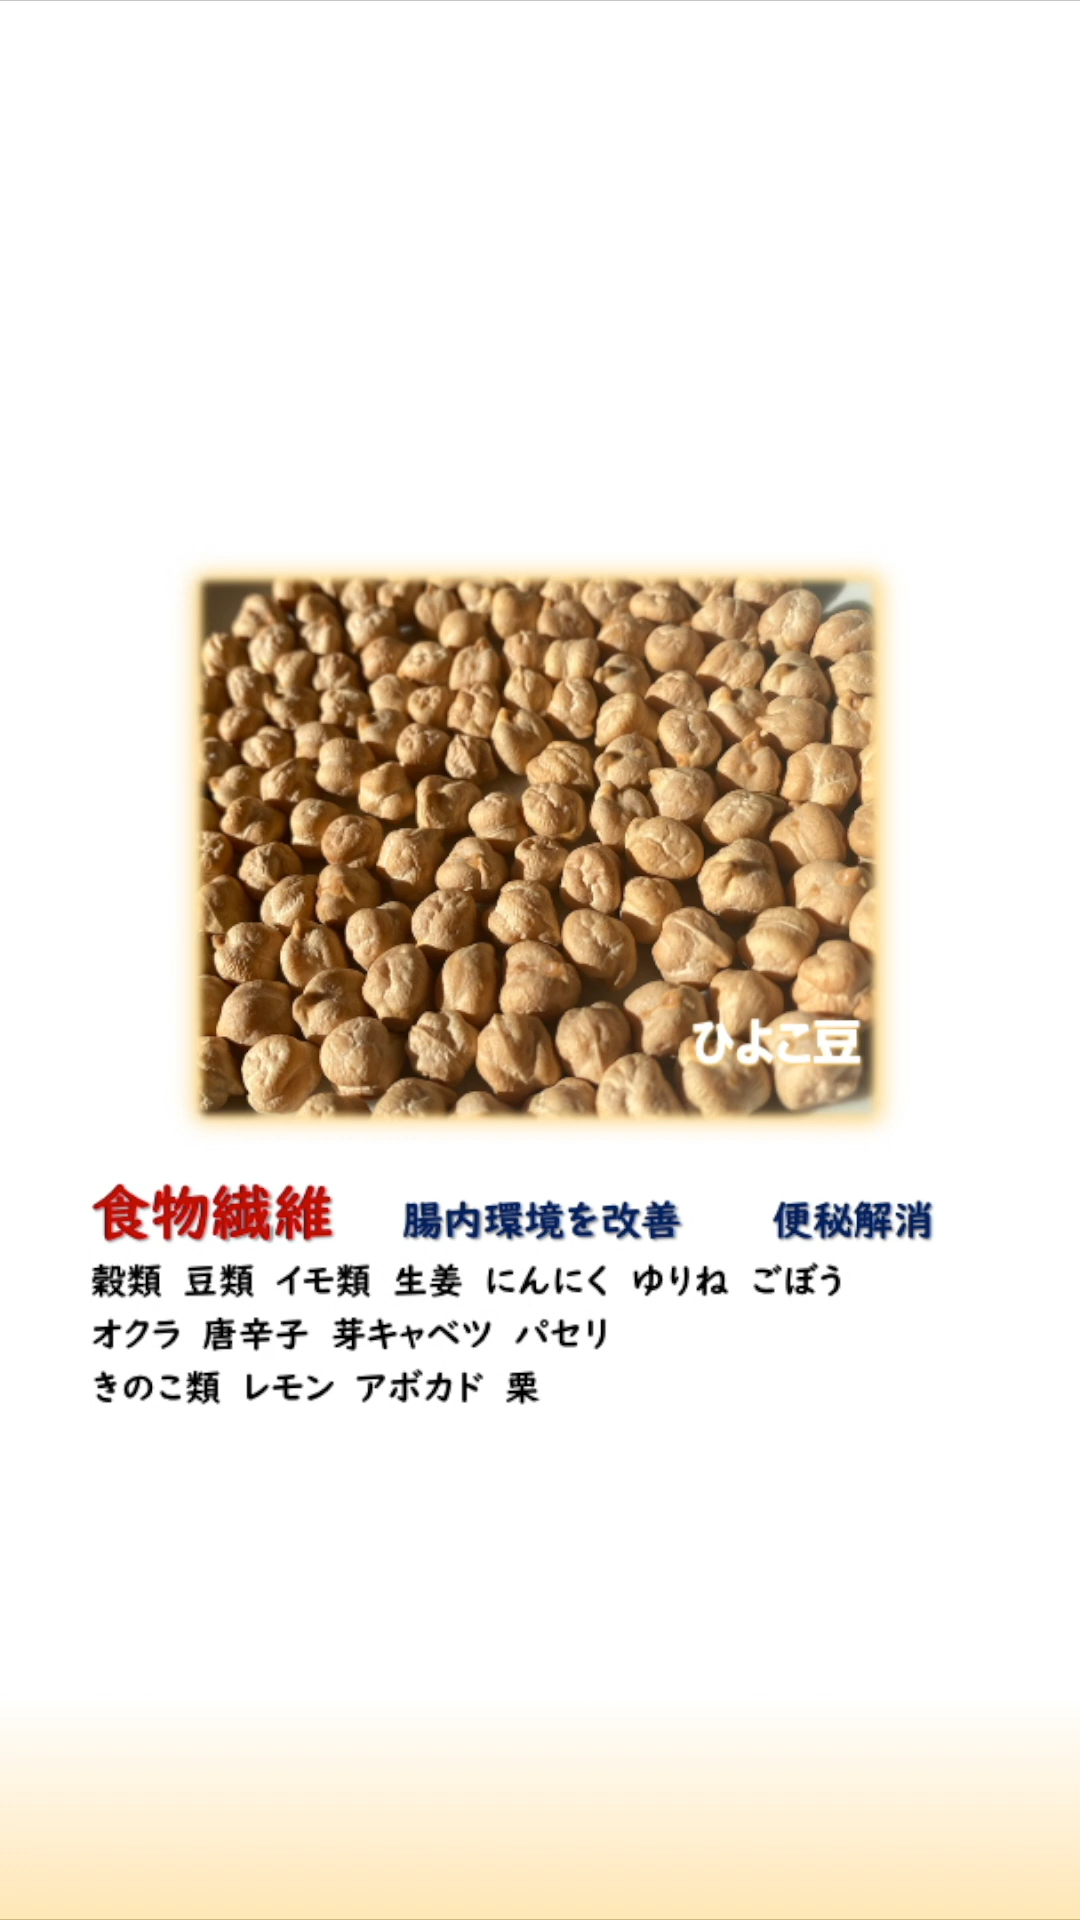 ひよこ豆
食物繊維 腸内環境を改善 便秘解消
穀類 豆類 イモ類 生姜 にんにく ゆりね ごぼう
オクラ 唐辛子 芽キャベツ パセリ
きのこ類 レモン アボカド 栗